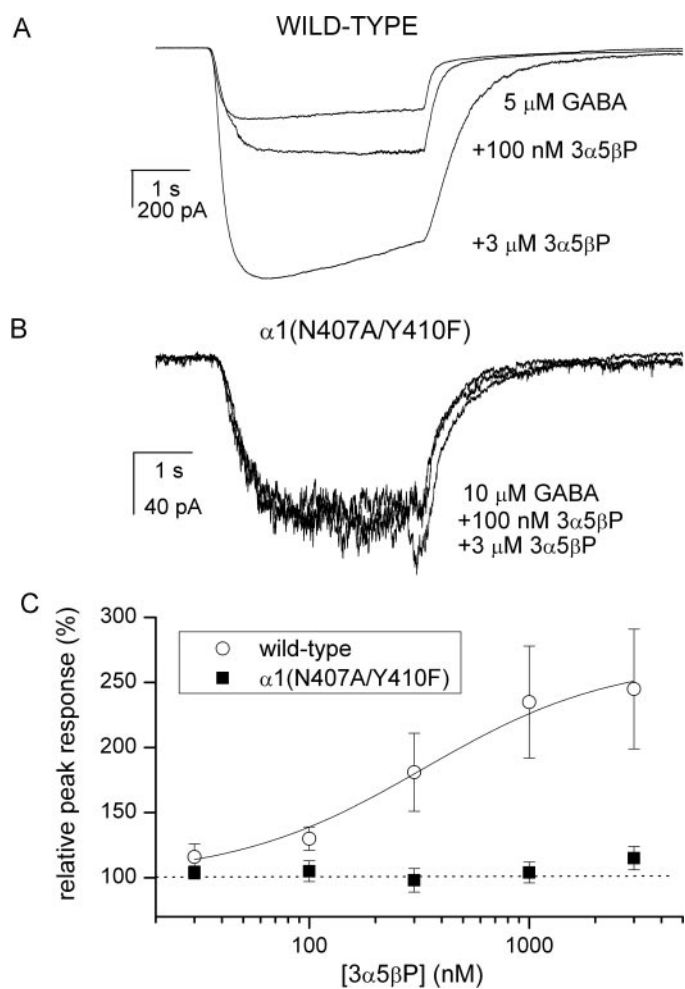 A
WILD-TYPE
5 μM GABA
+100 nM 3α5βP
1 s
200 pA
+3 μM 3α5βP
B
α1(N407A/Y410F)
1 s
40 pA
10 μM GABA
+100 nM 3α5βP
+3 μM 3α5βP
C
relative peak response (%)
300
250
200
150
100
wild-type
α1(N407A/Y410F)
100
1000
[3α5βP] (nM)